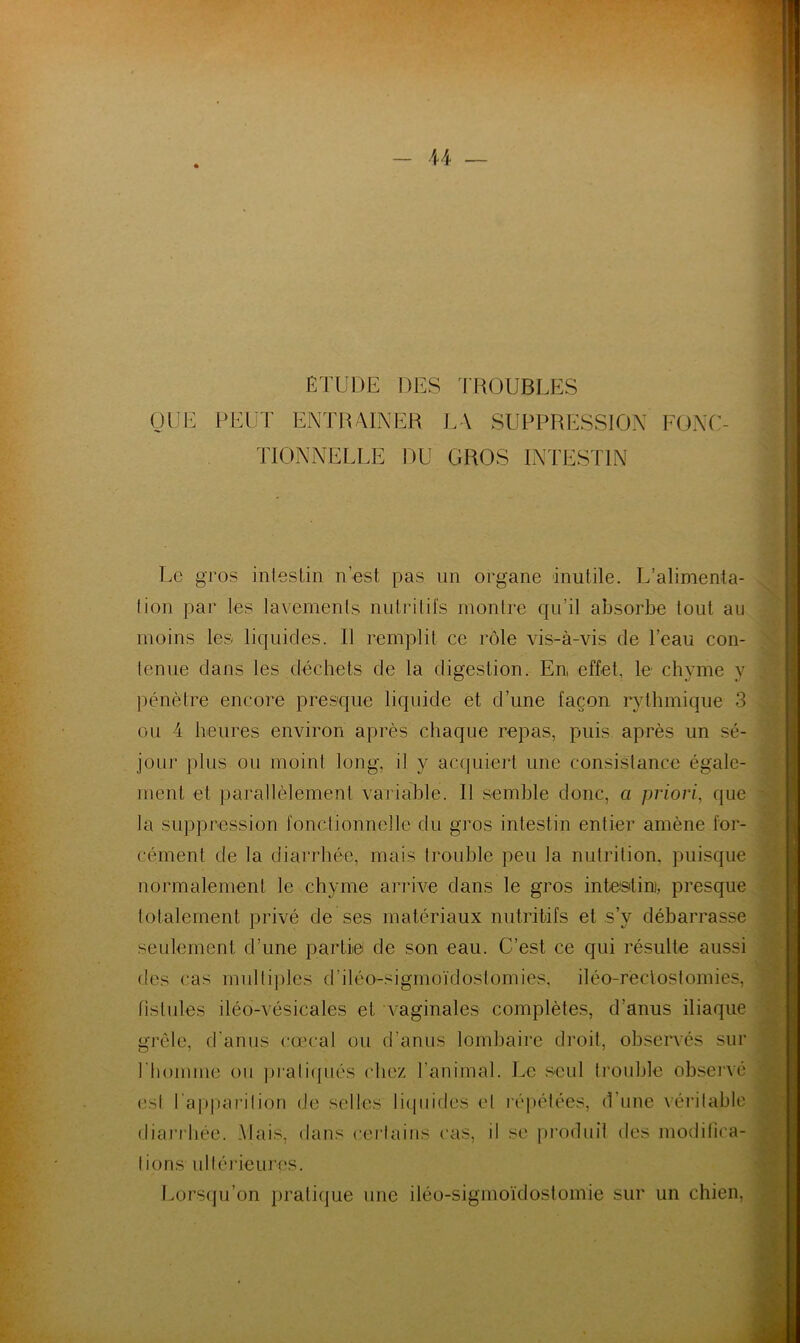 — 44 —
ÉTUDE DES TROUBLES
QUE PEUT ENTRAINER LA SUPPRESSION FONC-
TIONNELLE DU GROS INTESTIN
Le gros intestin n'est pas un organe inutile. L'alimenta-
tion par les lavements nutritifs montre qu'il absorbe tout au
moins les liquides. Il remplit ce rôle vis-à-vis de l'eau con-
tenue dans les déchets de la digestion. En effet, le chyme y
pénètre encore presque liquide et d'une façon rythmique 3
ou 4 heures environ après chaque repas, puis après un sé-
jour plus ou moint long, il y acquiert une consistance égale-
ment et parallèlement variable. Il semble donc, a priori, que
la suppression fonctionnelle du gros intestin entier amène for-
cément de la diarrhée, mais trouble peu la nutrition, puisque
normalement le chyme arrive dans le gros intestin, presque
totalement privé de ses matériaux nutritifs et s'y débarrasse
seulement d'une partie de son eau. C'est ce qui résulte aussi
des cas multiples d'iléo-sigmoïdostomies, iléo-rectostomies,
fistules iléo-vésicales et vaginales complètes, d'anus iliaque
grêle, d'anus cœcal ou d'anus lombaire droit, observés sur
l'homme ou pratiqués chez l'animal. Le seul trouble observé
est l'apparition de selles liquides et répétées, d'une véritable
diarrhée. Mais, dans certains cas, il se produit des modifica-
tions ultérieures.
Lorsqu'on pratique une iléo-sigmoïdostomie sur un chien,